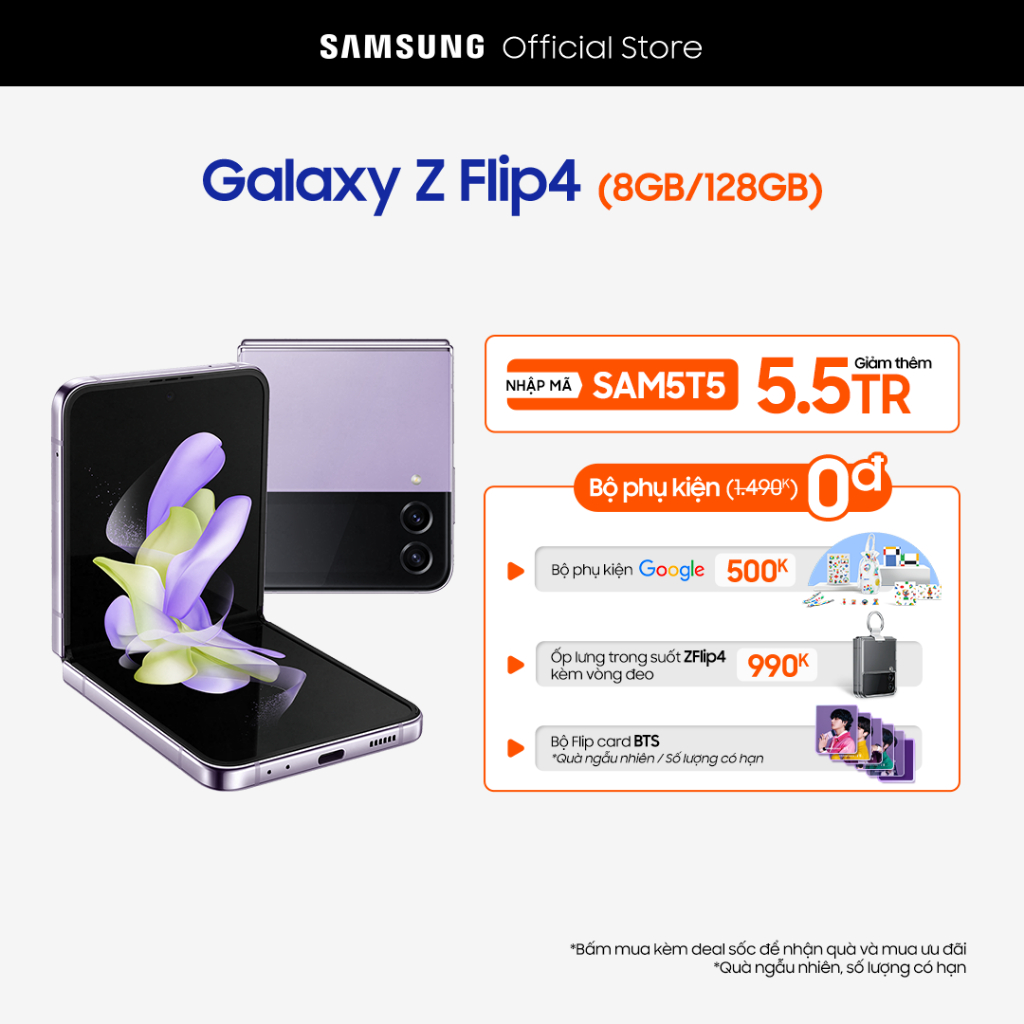 SAMSUNG Official Store
Galaxy Z Flip4 (8GB/128GB)
NHẬP MÃ SAM5T5 5.5TR Giảm thêm
Bộ phụ kiện (1.490K) 0đ
Bộ phụ kiện Google 500K
Ốp lưng trong suốt ZFlip4
kèm vòng đeo
990K
Bộ Flip card BTS
*Quà ngẫu nhiên / Số lượng có hạn
*Bấm mua kèm deal sốc để nhận quà và mua ưu đãi
*Quà ngẫu nhiên, số lượng có hạn